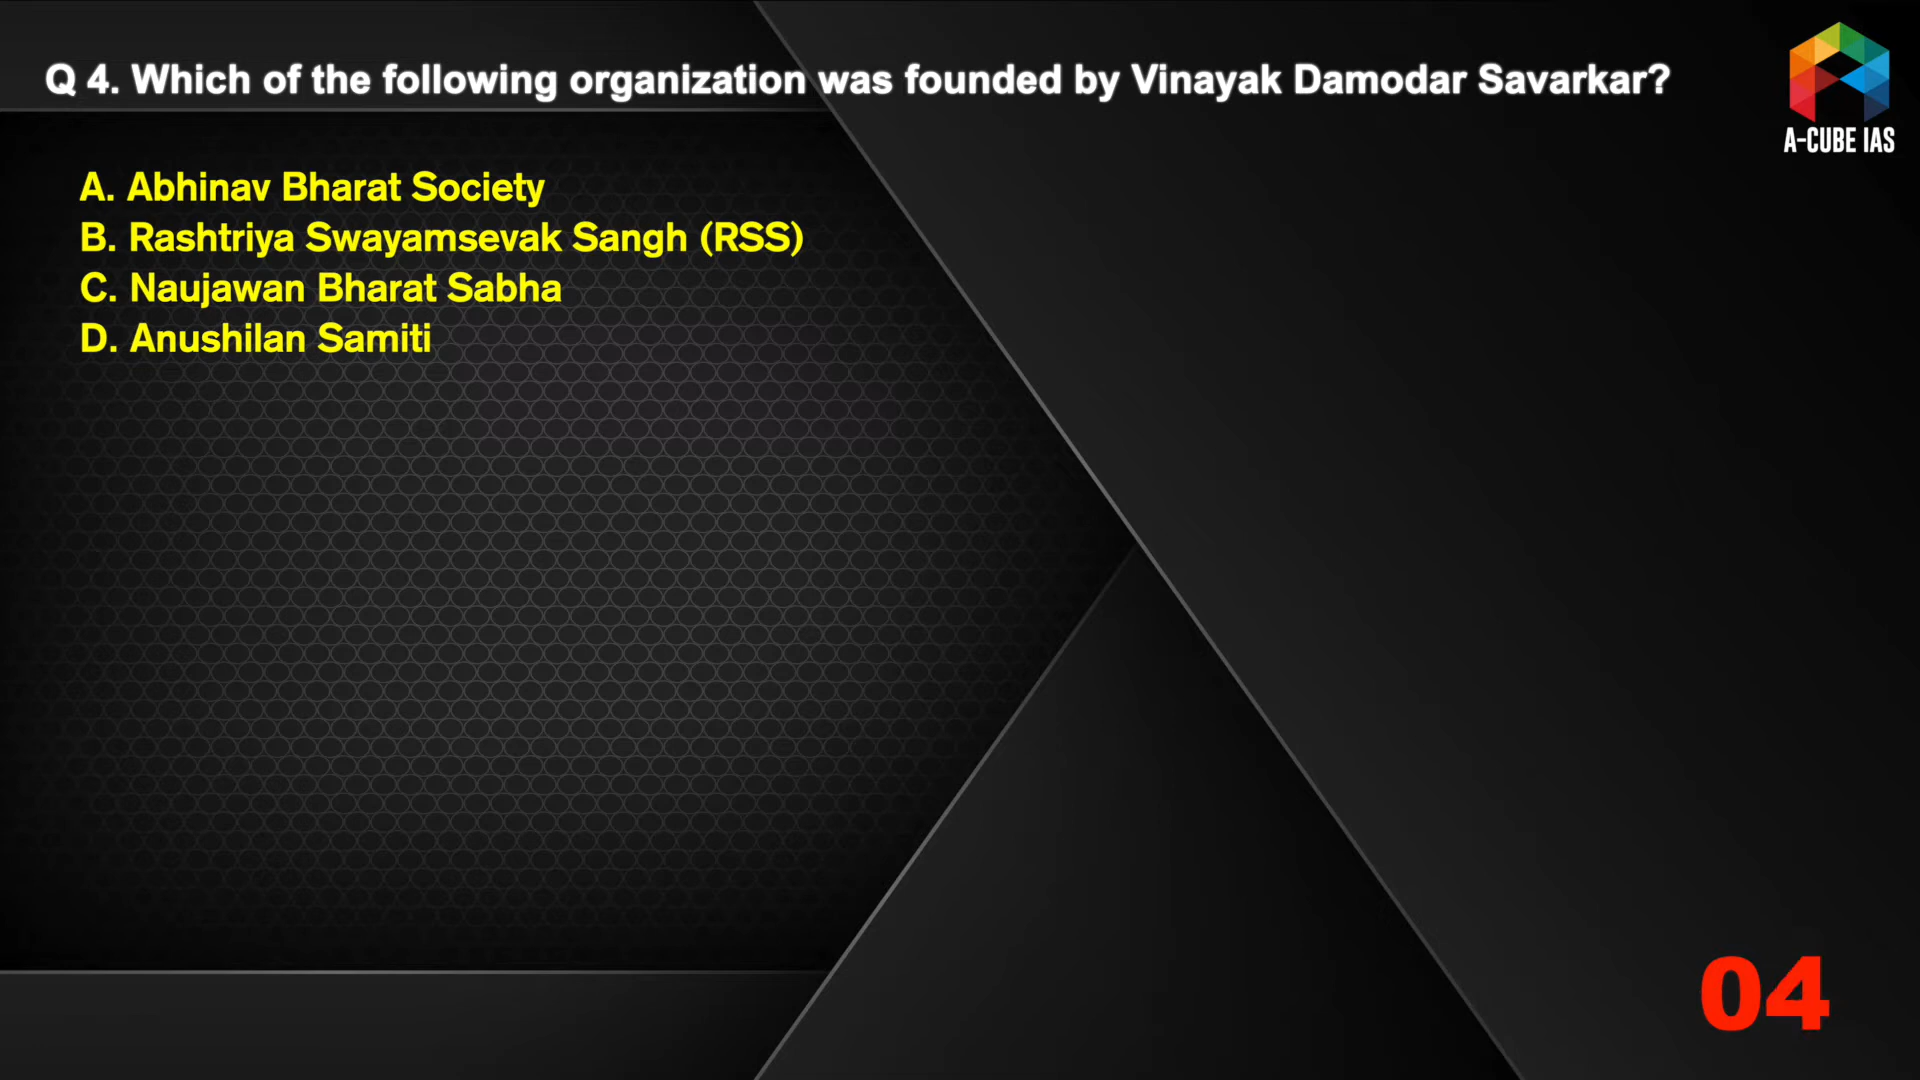 Q 4. Which of the following organization was founded by Vinayak Damodar Savarkar?
A-CUBE IAS
A. Abhinav Bharat Society
B. Rashtriya Swayamsevak Sangh (RSS)
C. Naujawan Bharat Sabha
D. Anushilan Samiti
04